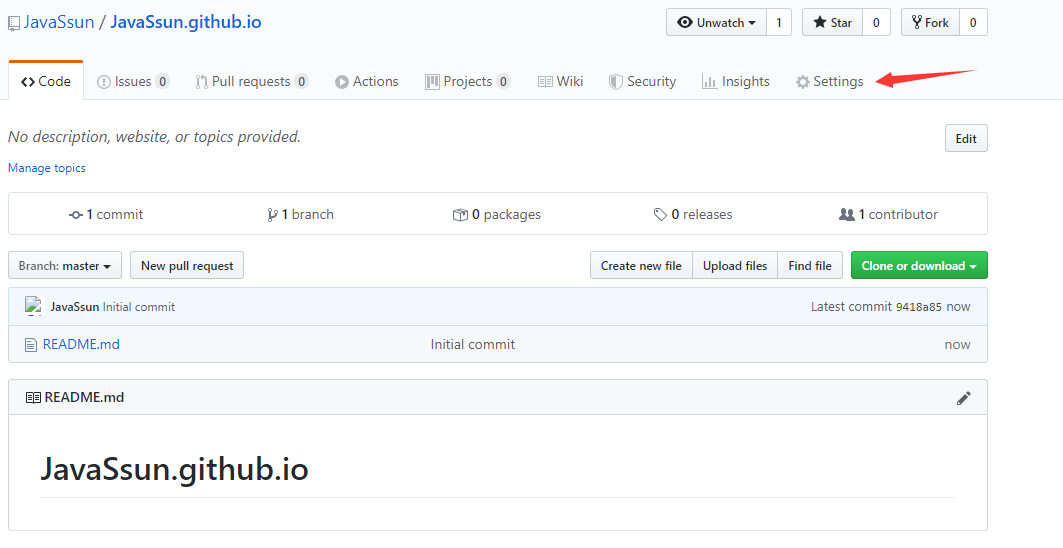 JavaSsun / JavaSsun.github.io
Unwatch 1 Star 0 Fork 0
Code Issues 0 Pull requests 0 Actions Projects 0 Wiki Security Insights Settings
No description, website, or topics provided.
Edit
Manage topics
1 commit 1 branch 0 packages 0 releases 1 contributor
Branch: master New pull request Create new file Upload files Find file Clone or download
JavaSsun Initial commit Latest commit 9418a85 now
README.md Initial commit now
README.md
JavaSsun.github.io